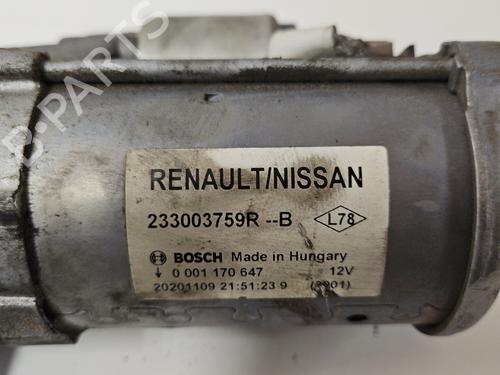 RENAULT/NISSAN
233003759R --B L78
BOSCH Made in Hungary
0 001 170 647 12V
20201109 21:51:23 9
B-PARTS